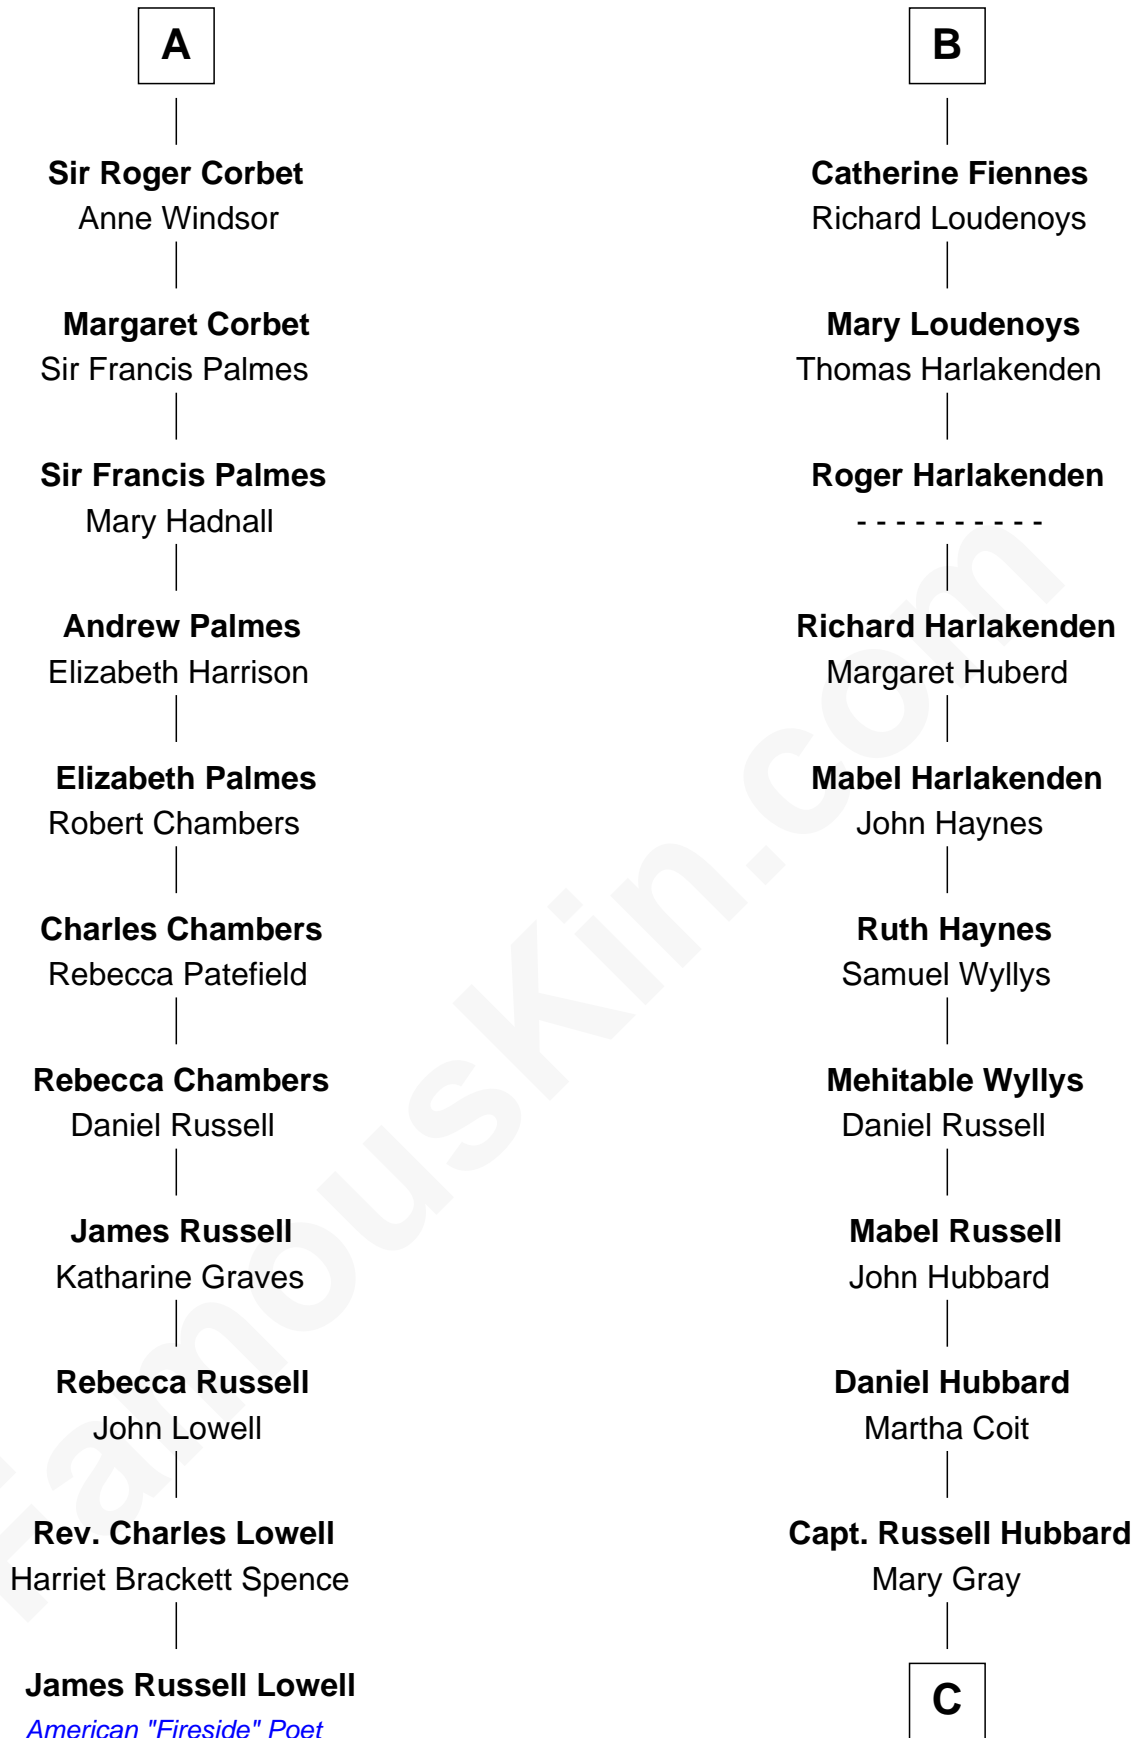 A
Sir Roger Corbet
Anne Windsor
Margaret Corbet
Sir Francis Palmes
Sir Francis Palmes
Mary Hadnall
Andrew Palmes
Elizabeth Harrison
Elizabeth Palmes
Robert Chambers
Charles Chambers
Rebecca Patefield
Rebecca Chambers
Daniel Russell
James Russell
Katharine Graves
Rebecca Russell
John Lowell
Rev. Charles Lowell
Harriet Brackett Spence
James Russell Lowell
American "Fireside" Poet
B
Catherine Fiennes
Richard Loudenoys
Mary Loudenoys
Thomas Harlakenden
Roger Harlakenden
- - - - - - - - - -
Richard Harlakenden
Margaret Huberd
Mabel Harlakenden
John Haynes
Ruth Haynes
Samuel Wyllys
Mehitable Wyllys
Daniel Russell
Mabel Russell
John Hubbard
Daniel Hubbard
Martha Coit
Capt. Russell Hubbard
Mary Gray
C
FamousKin.com